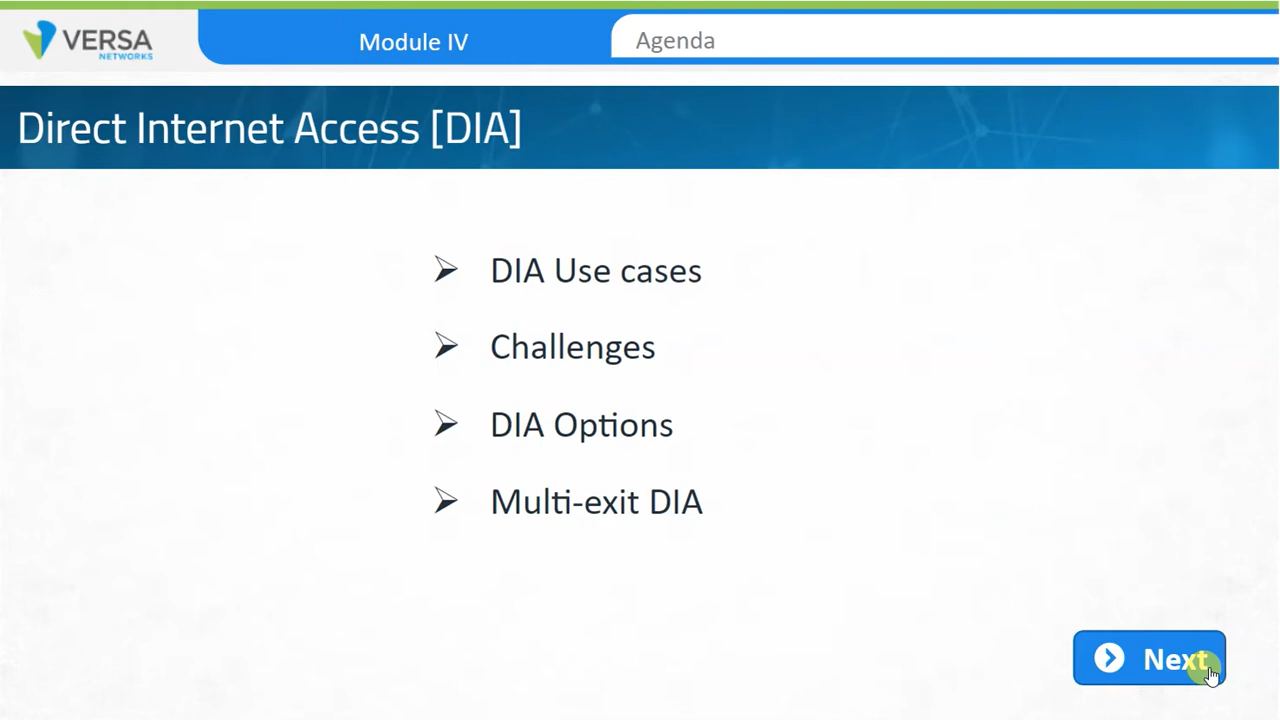 VERSA
NETWORKS
Module IV
Agenda
Direct Internet Access [DIA]
DIA Use cases
Challenges
DIA Options
Multi-exit DIA
Next